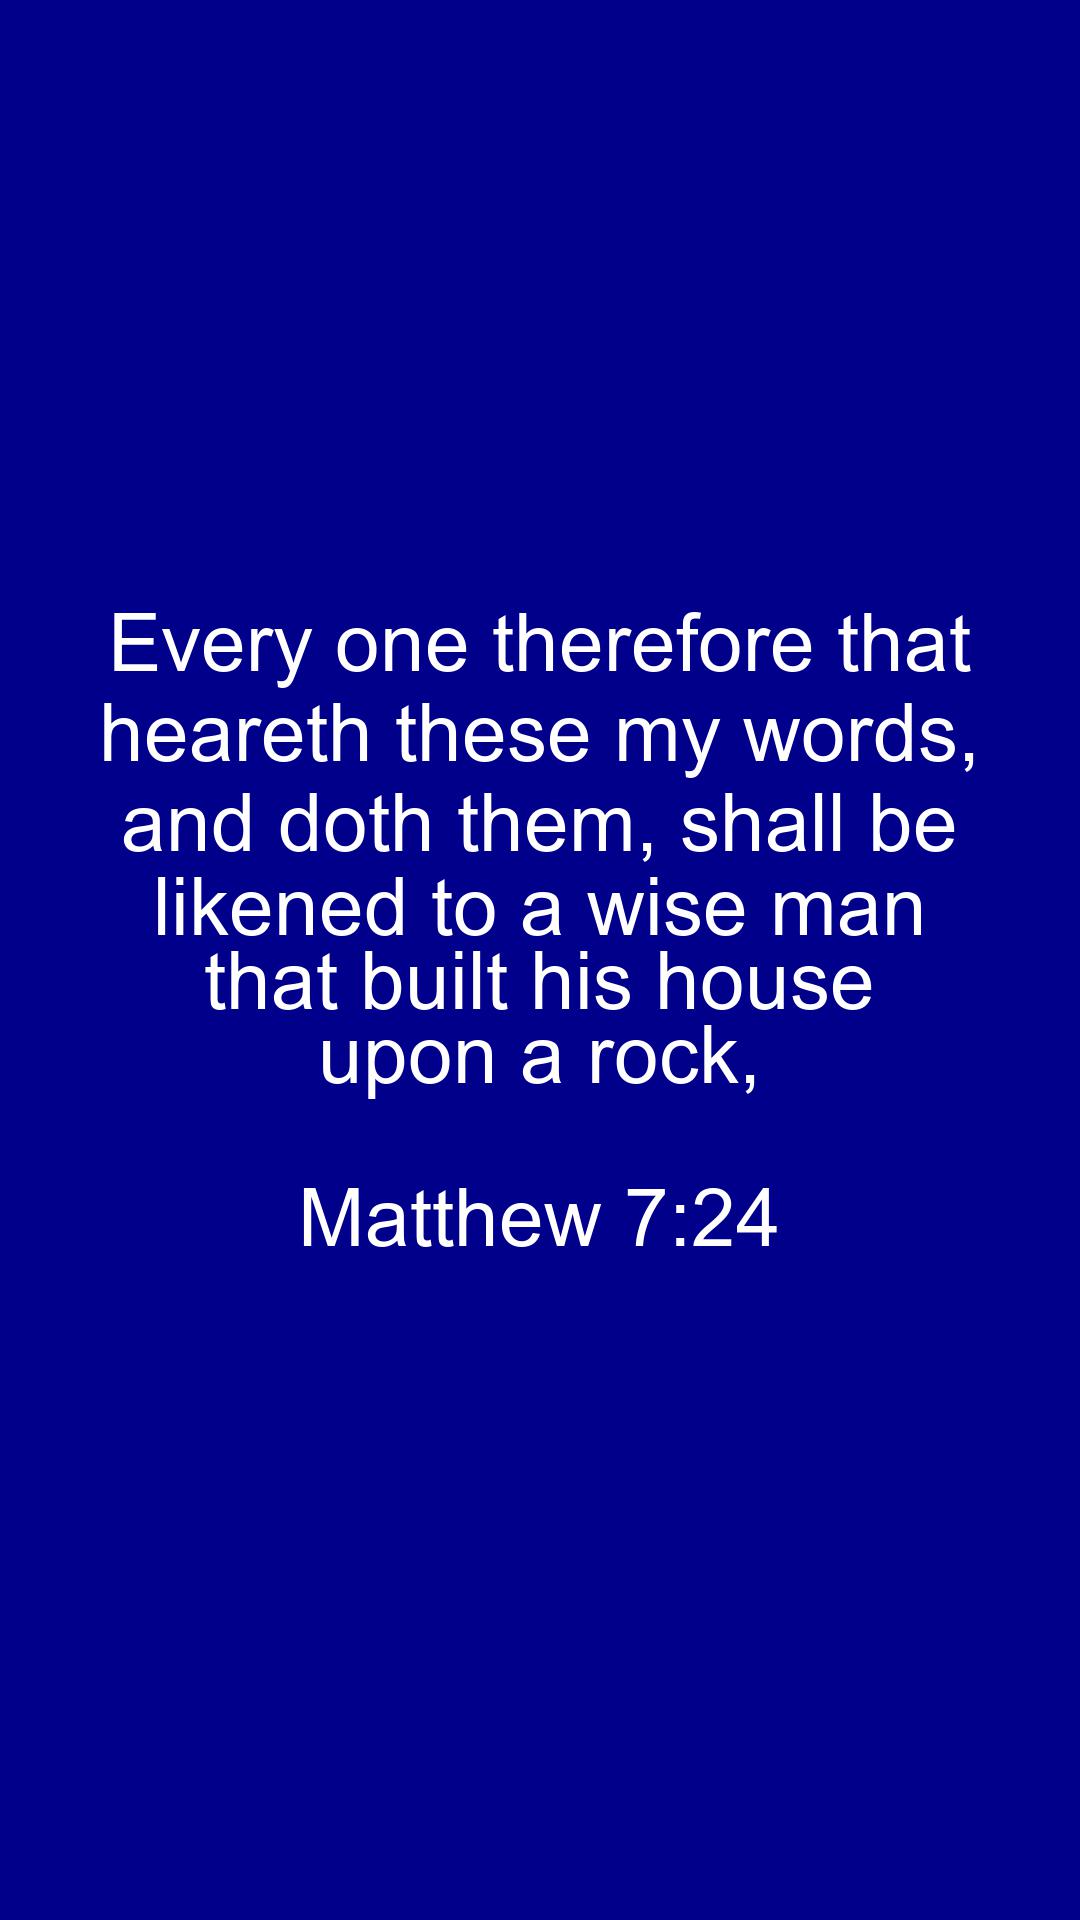 Every one therefore that
heareth these my words,
and doth them, shall be
likened to a wise man
that built his house
upon a rock,
Matthew 7:24